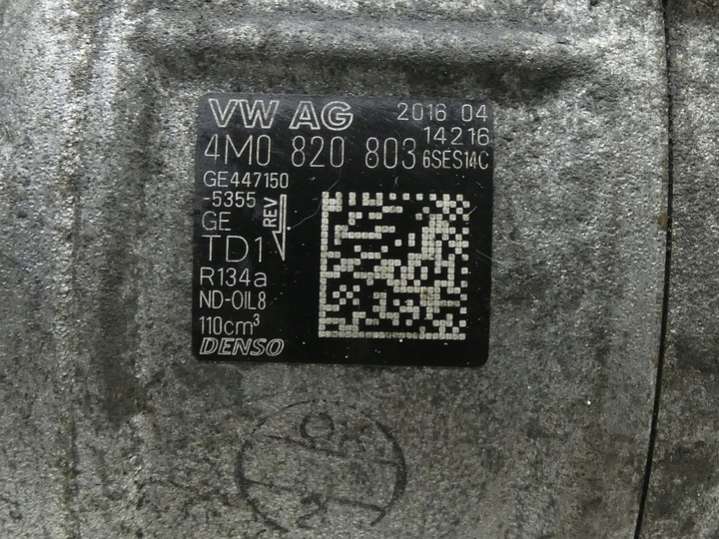 VW AG 2016 04
14216
4M0 820 803 6SES14C
GE447150
-5355
GE
REV
TD1
R134a
ND-OIL8
110cm³
DENSO
OK